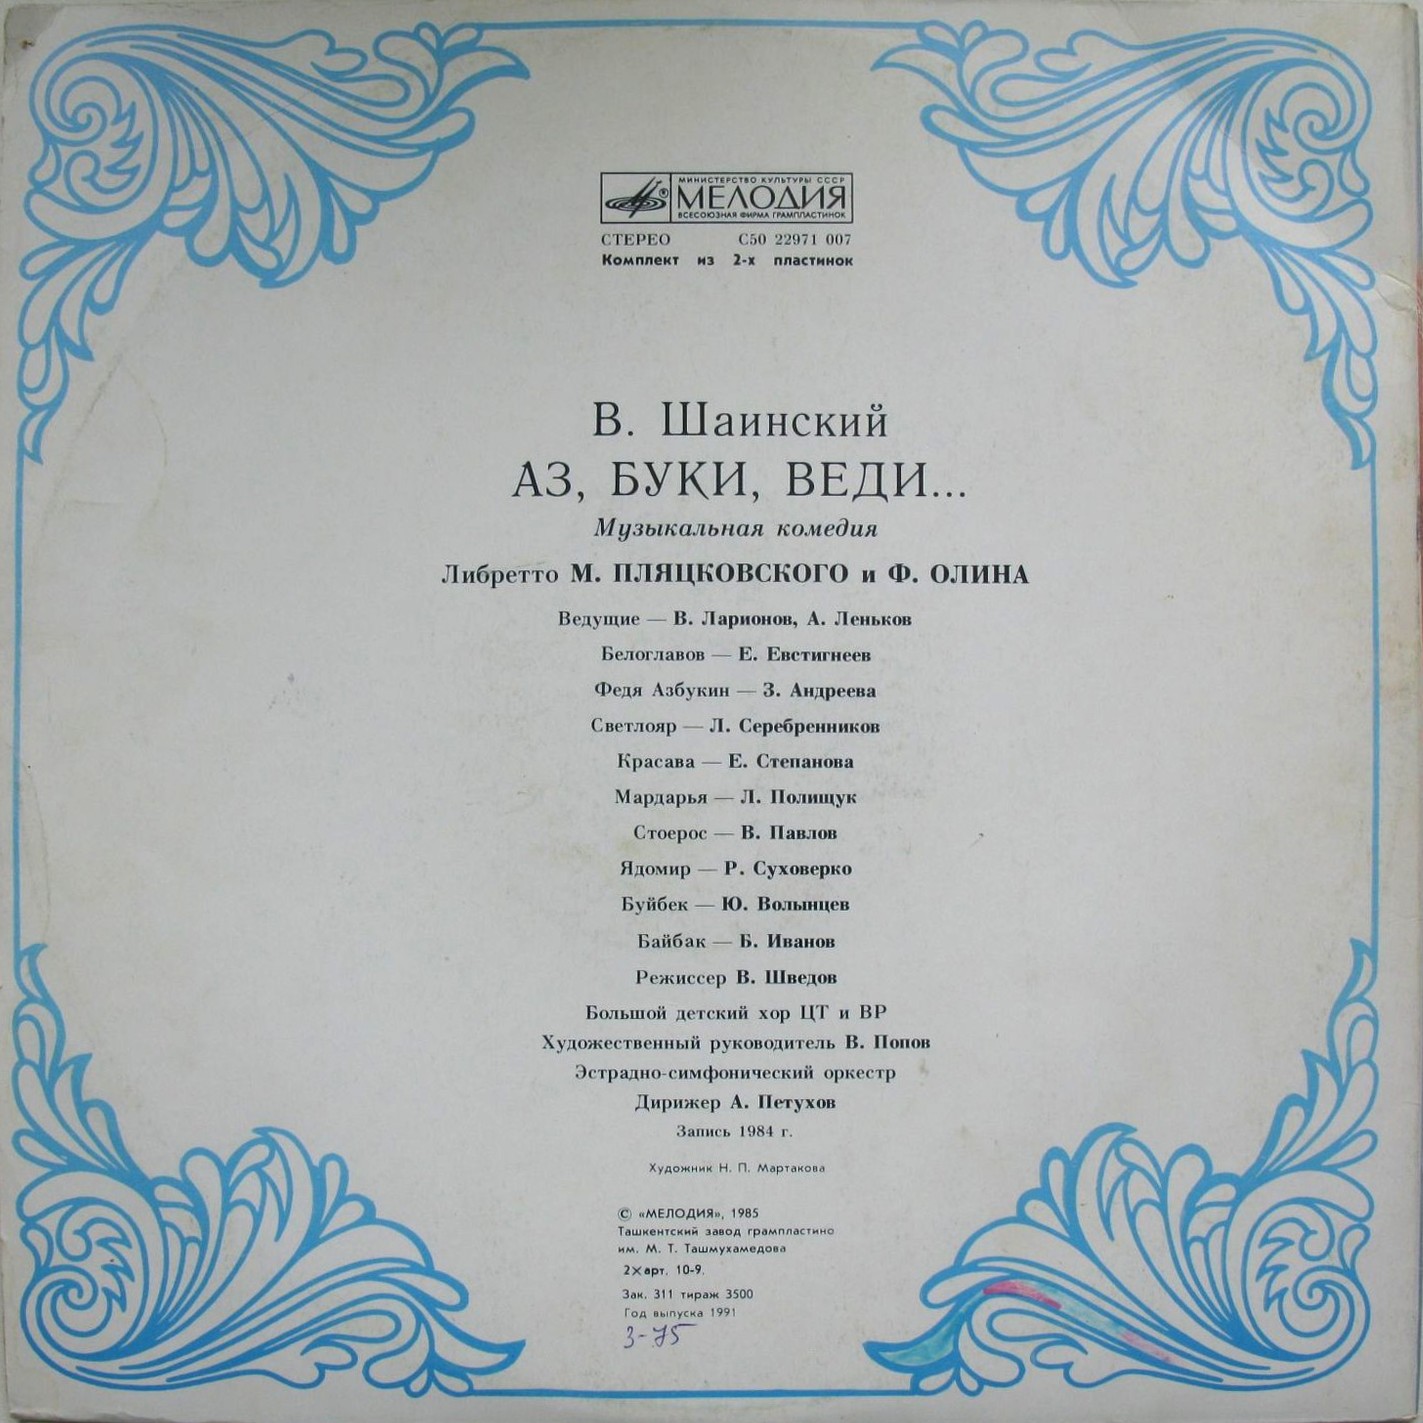 МИНИСТЕРСТВО КУЛЬТУРЫ СССР
МЕЛОДИЯ
ВСЕСОЮЗНАЯ ФИРМА ГРАМПЛАСТИНОК
СТЕРЕО С50 22971 007
Комплект из 2-х пластинок
В. Шаинский
АЗ, БУКИ, ВЕДИ...
Музыкальная комедия
Либретто М. ПЛЯЦКОВСКОГО и Ф. ОЛИНА
Ведущие — В. Ларионов, А. Леньков
Белоглавов — Е. Евстигнеев
Федя Азбукин — З. Андреева
Светлояр — Л. Серебренников
Красава — Е. Степанова
Мардарья — Л. Полищук
Стоерос — В. Павлов
Ядомир — Р. Суховерко
Буйбек — Ю. Волынцев
Байбак — Б. Иванов
Режиссер В. Шведов
Большой детский хор ЦТ и ВР
Художественный руководитель В. Попов
Эстрадно-симфонический оркестр
Дирижер А. Петухов
Запись 1984 г.
Художник Н. П. Мартакова
© «МЕЛОДИЯ», 1985
Ташкентский завод грампластино
им. М. Т. Ташмухамедова
2Харт. 10-9.
Зак. 311 тираж 3500
Год выпуска 1991
3-75